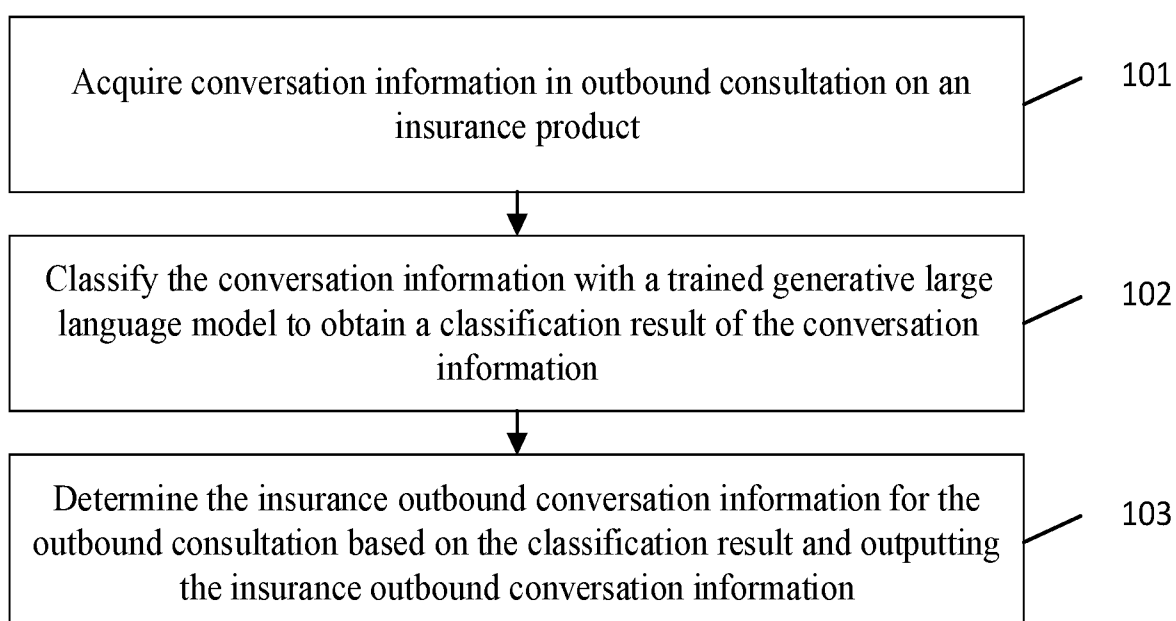 Acquire conversation information in outbound consultation on an
insurance product
101
Classify the conversation information with a trained generative large
language model to obtain a classification result of the conversation
information
102
Determine the insurance outbound conversation information for the
outbound consultation based on the classification result and outputting
the insurance outbound conversation information
103